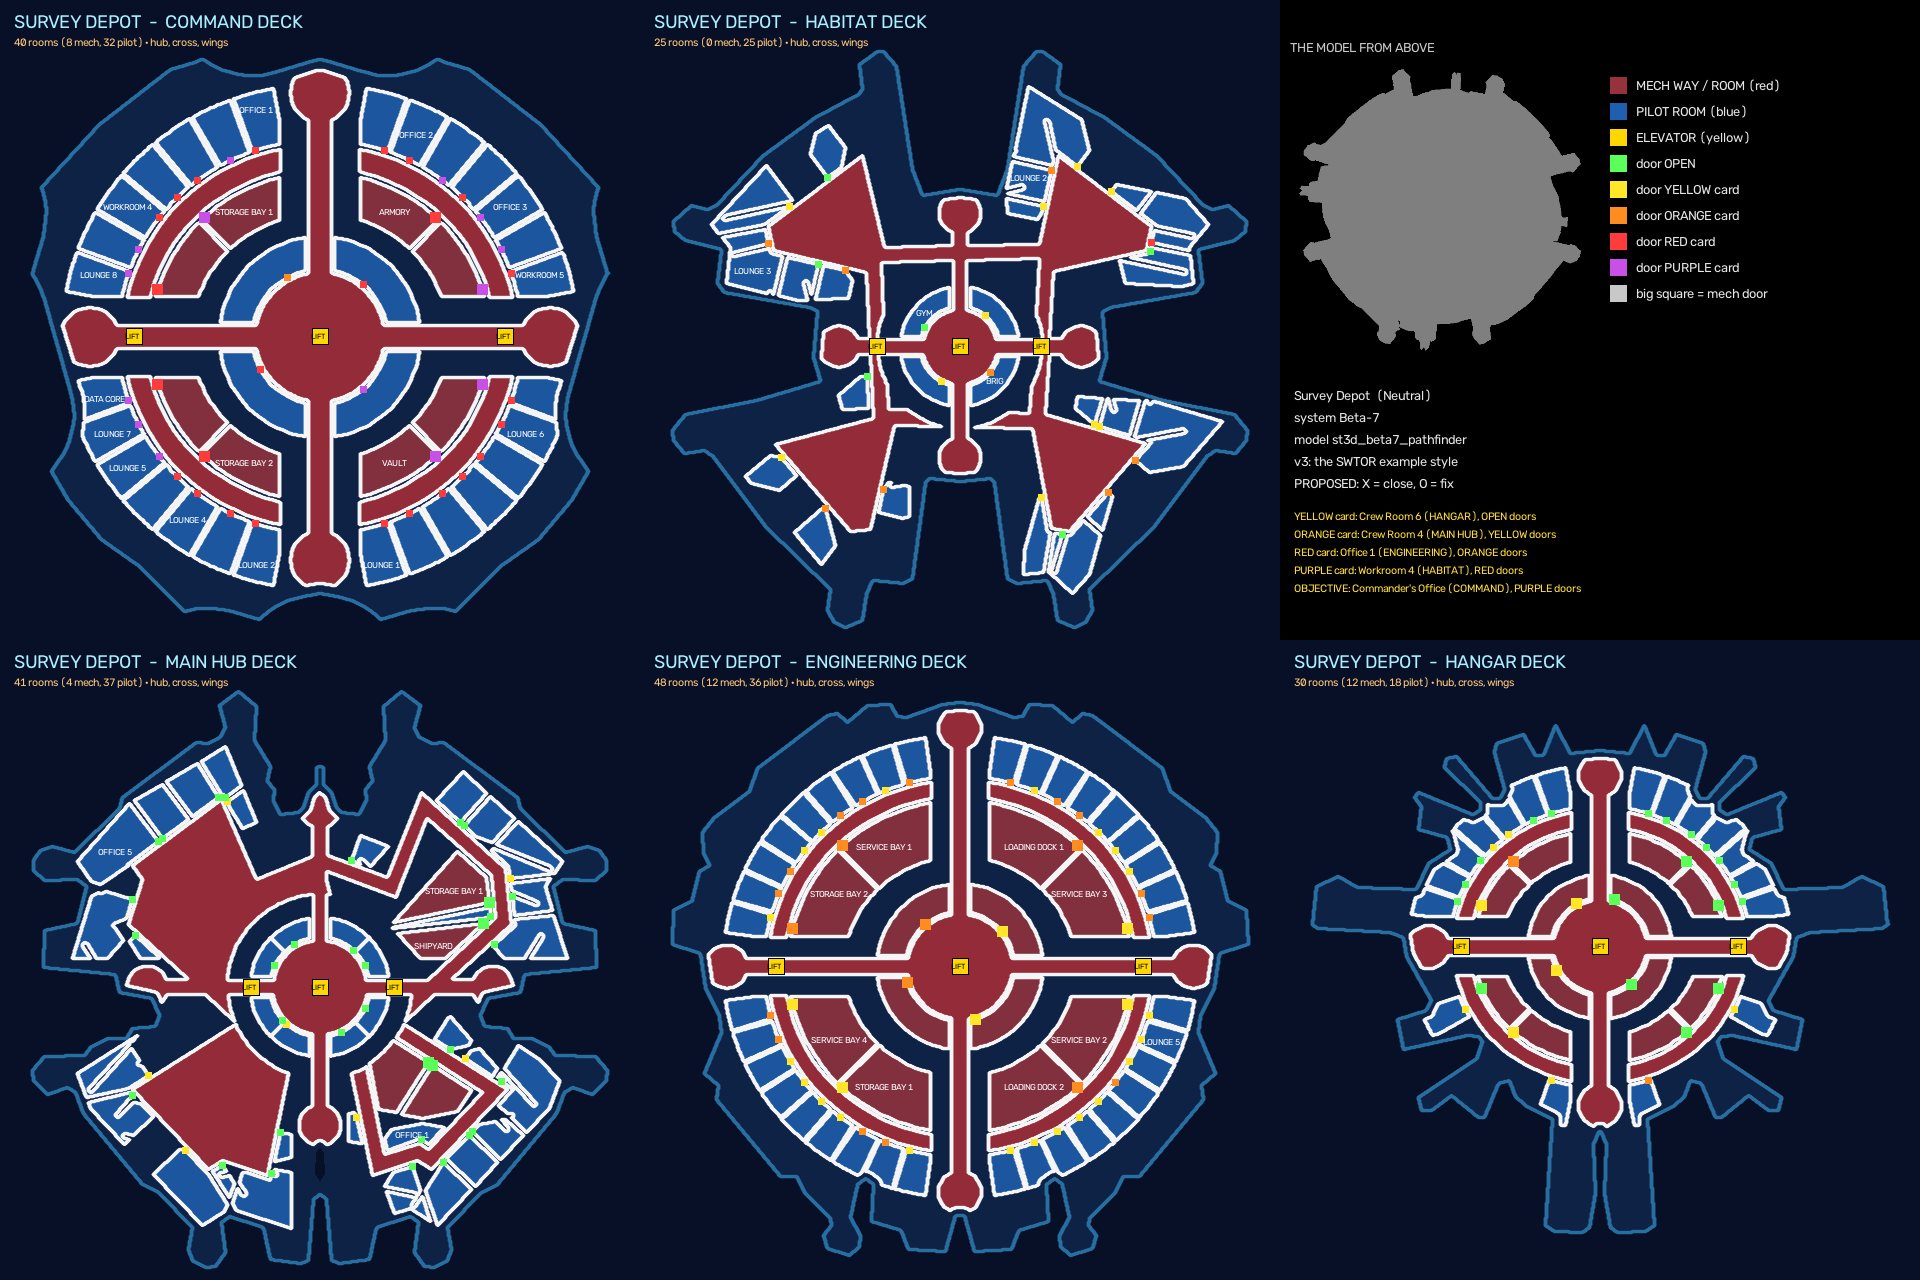 SURVEY DEPOT - COMMAND DECK
40 rooms (8 mech, 32 pilot) • hub, cross, wings
OFFICE 1
OFFICE 2
WORKROOM 4
STORAGE BAY 1
ARMORY
OFFICE 3
LOUNGE 8
WORKROOM 5
LIFT
LIFT
LIFT
DATA CORE
LOUNGE 7
LOUNGE 6
LOUNGE 5
STORAGE BAY 2
VAULT
LOUNGE 4
LOUNGE 2
LOUNGE 1
SURVEY DEPOT - HABITAT DECK
25 rooms (0 mech, 25 pilot) • hub, cross, wings
LOUNGE 2
LOUNGE 3
GYM
LIFT
LIFT
LIFT
BRIG
THE MODEL FROM ABOVE
MECH WAY / ROOM (red)
PILOT ROOM (blue)
ELEVATOR (yellow)
door OPEN
door YELLOW card
door ORANGE card
door RED card
door PURPLE card
big square = mech door
Survey Depot (Neutral)
system Beta-7
model st3d_beta7_pathfinder
v3: the SWTOR example style
PROPOSED: X = close, O = fix
YELLOW card: Crew Room 6 (HANGAR), OPEN doors
ORANGE card: Crew Room 4 (MAIN HUB), YELLOW doors
RED card: Office 1 (ENGINEERING), ORANGE doors
PURPLE card: Workroom 4 (HABITAT), RED doors
OBJECTIVE: Commander's Office (COMMAND), PURPLE doors
SURVEY DEPOT - MAIN HUB DECK
41 rooms (4 mech, 37 pilot) • hub, cross, wings
OFFICE 5
STORAGE BAY 1
SHIPYARD
LIFT
LIFT
LIFT
OFFICE 1
SURVEY DEPOT - ENGINEERING DECK
48 rooms (12 mech, 36 pilot) • hub, cross, wings
SERVICE BAY 1
LOADING DOCK 1
STORAGE BAY 2
SERVICE BAY 3
LIFT
LIFT
LIFT
SERVICE BAY 4
SERVICE BAY 2
LOUNGE 5
STORAGE BAY 1
LOADING DOCK 2
SURVEY DEPOT - HANGAR DECK
30 rooms (12 mech, 18 pilot) • hub, cross, wings
LIFT
LIFT
LIFT